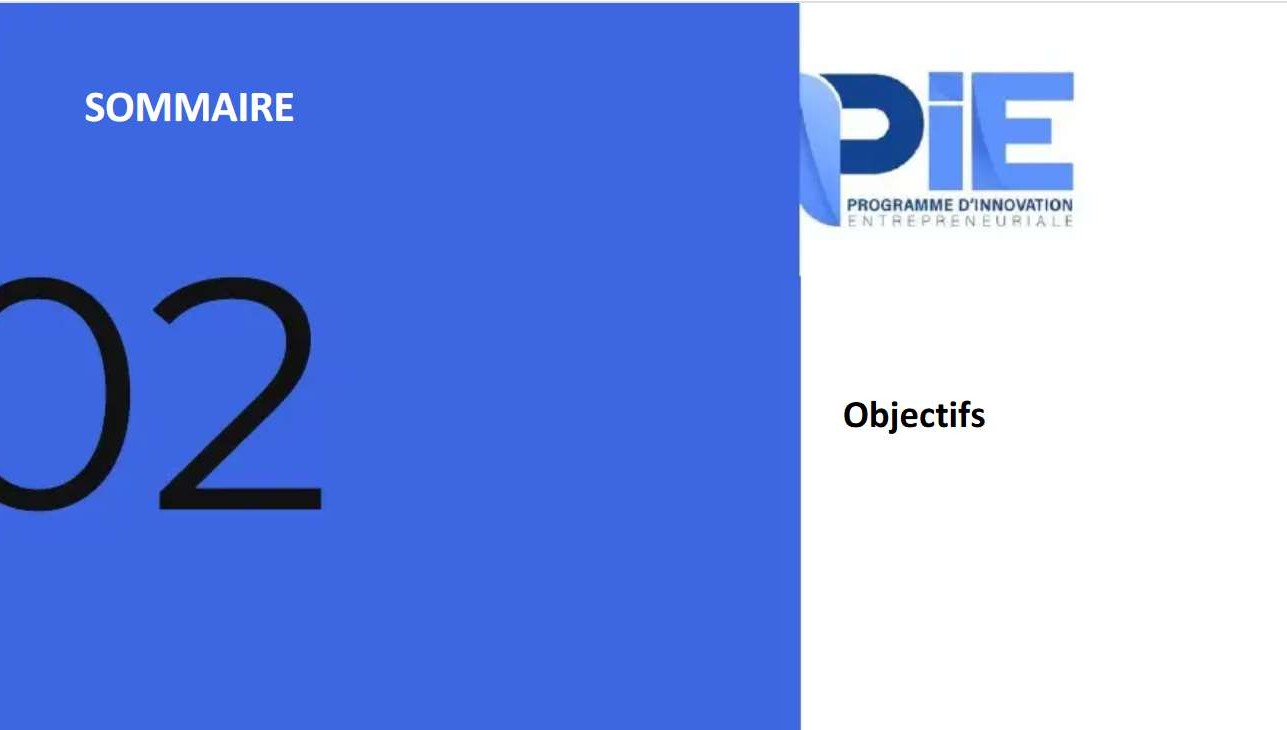 SOMMAIRE
PiE
PROGRAMME D'INNOVATION
ENTREPRENEURIALE
02
Objectifs